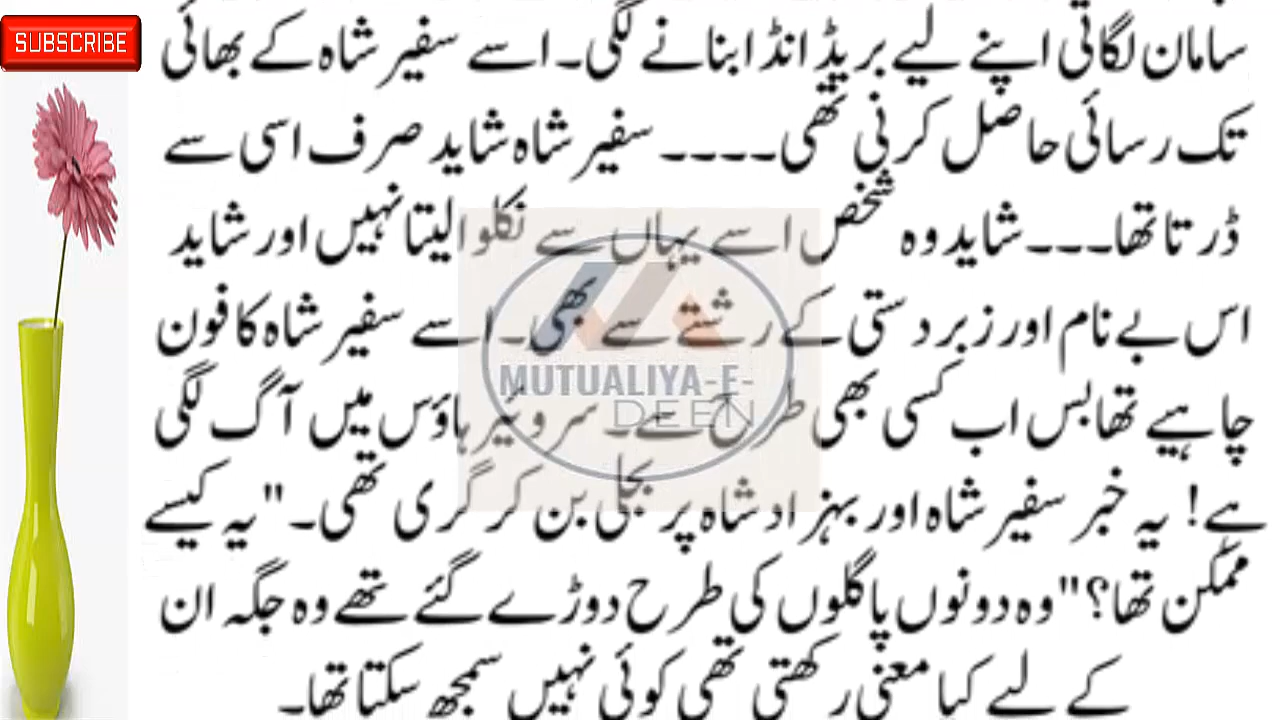 SUBSCRIBE
سامان لگاتی اپنے لیے بریڈ انڈا بنانے لگی۔ اسے سفیر شاہ کے بھائی
تک رسائی حاصل کرنی تھی۔۔۔۔ سفیر شاہ شاید صرف اسی سے
ڈرتا تھا۔۔۔ شاید وہ شخص اسے یہاں سے نکلوا لیتا نہیں اور شاید
اس بے نام اور زبردستی کے رشتے سے بھی۔ اسے سفیر شاہ کا فون
چاہیے تھا بس اب کسی بھی طرح سے۔ سروئیر ہاؤس میں آگ لگی
ہے! یہ خبر سفیر شاہ اور بہزاد شاہ پر بجلی بن کر گری تھی۔ "یہ کیسے
ممکن تھا؟" وہ دونوں پاگلوں کی طرح دوڑے گئے تھے وہ جگہ ان
کے لیے کیا معنی رکھتی تھی کوئی نہیں سمجھ سکتا تھا۔
MUTUALIYA-E-
DEEN